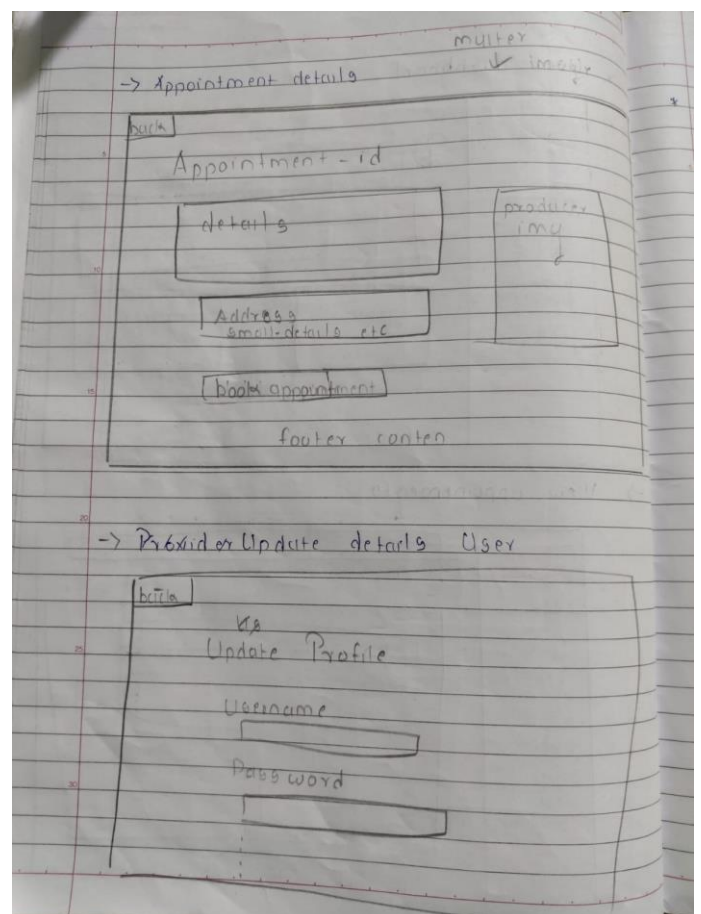 multer
↓ image
-> Appointment details
back
Appointment - id
details
producer
img
Address
small-details etc
book appointment
footer conten
-> Provider Update details User
back
Update Profile
Username
Password